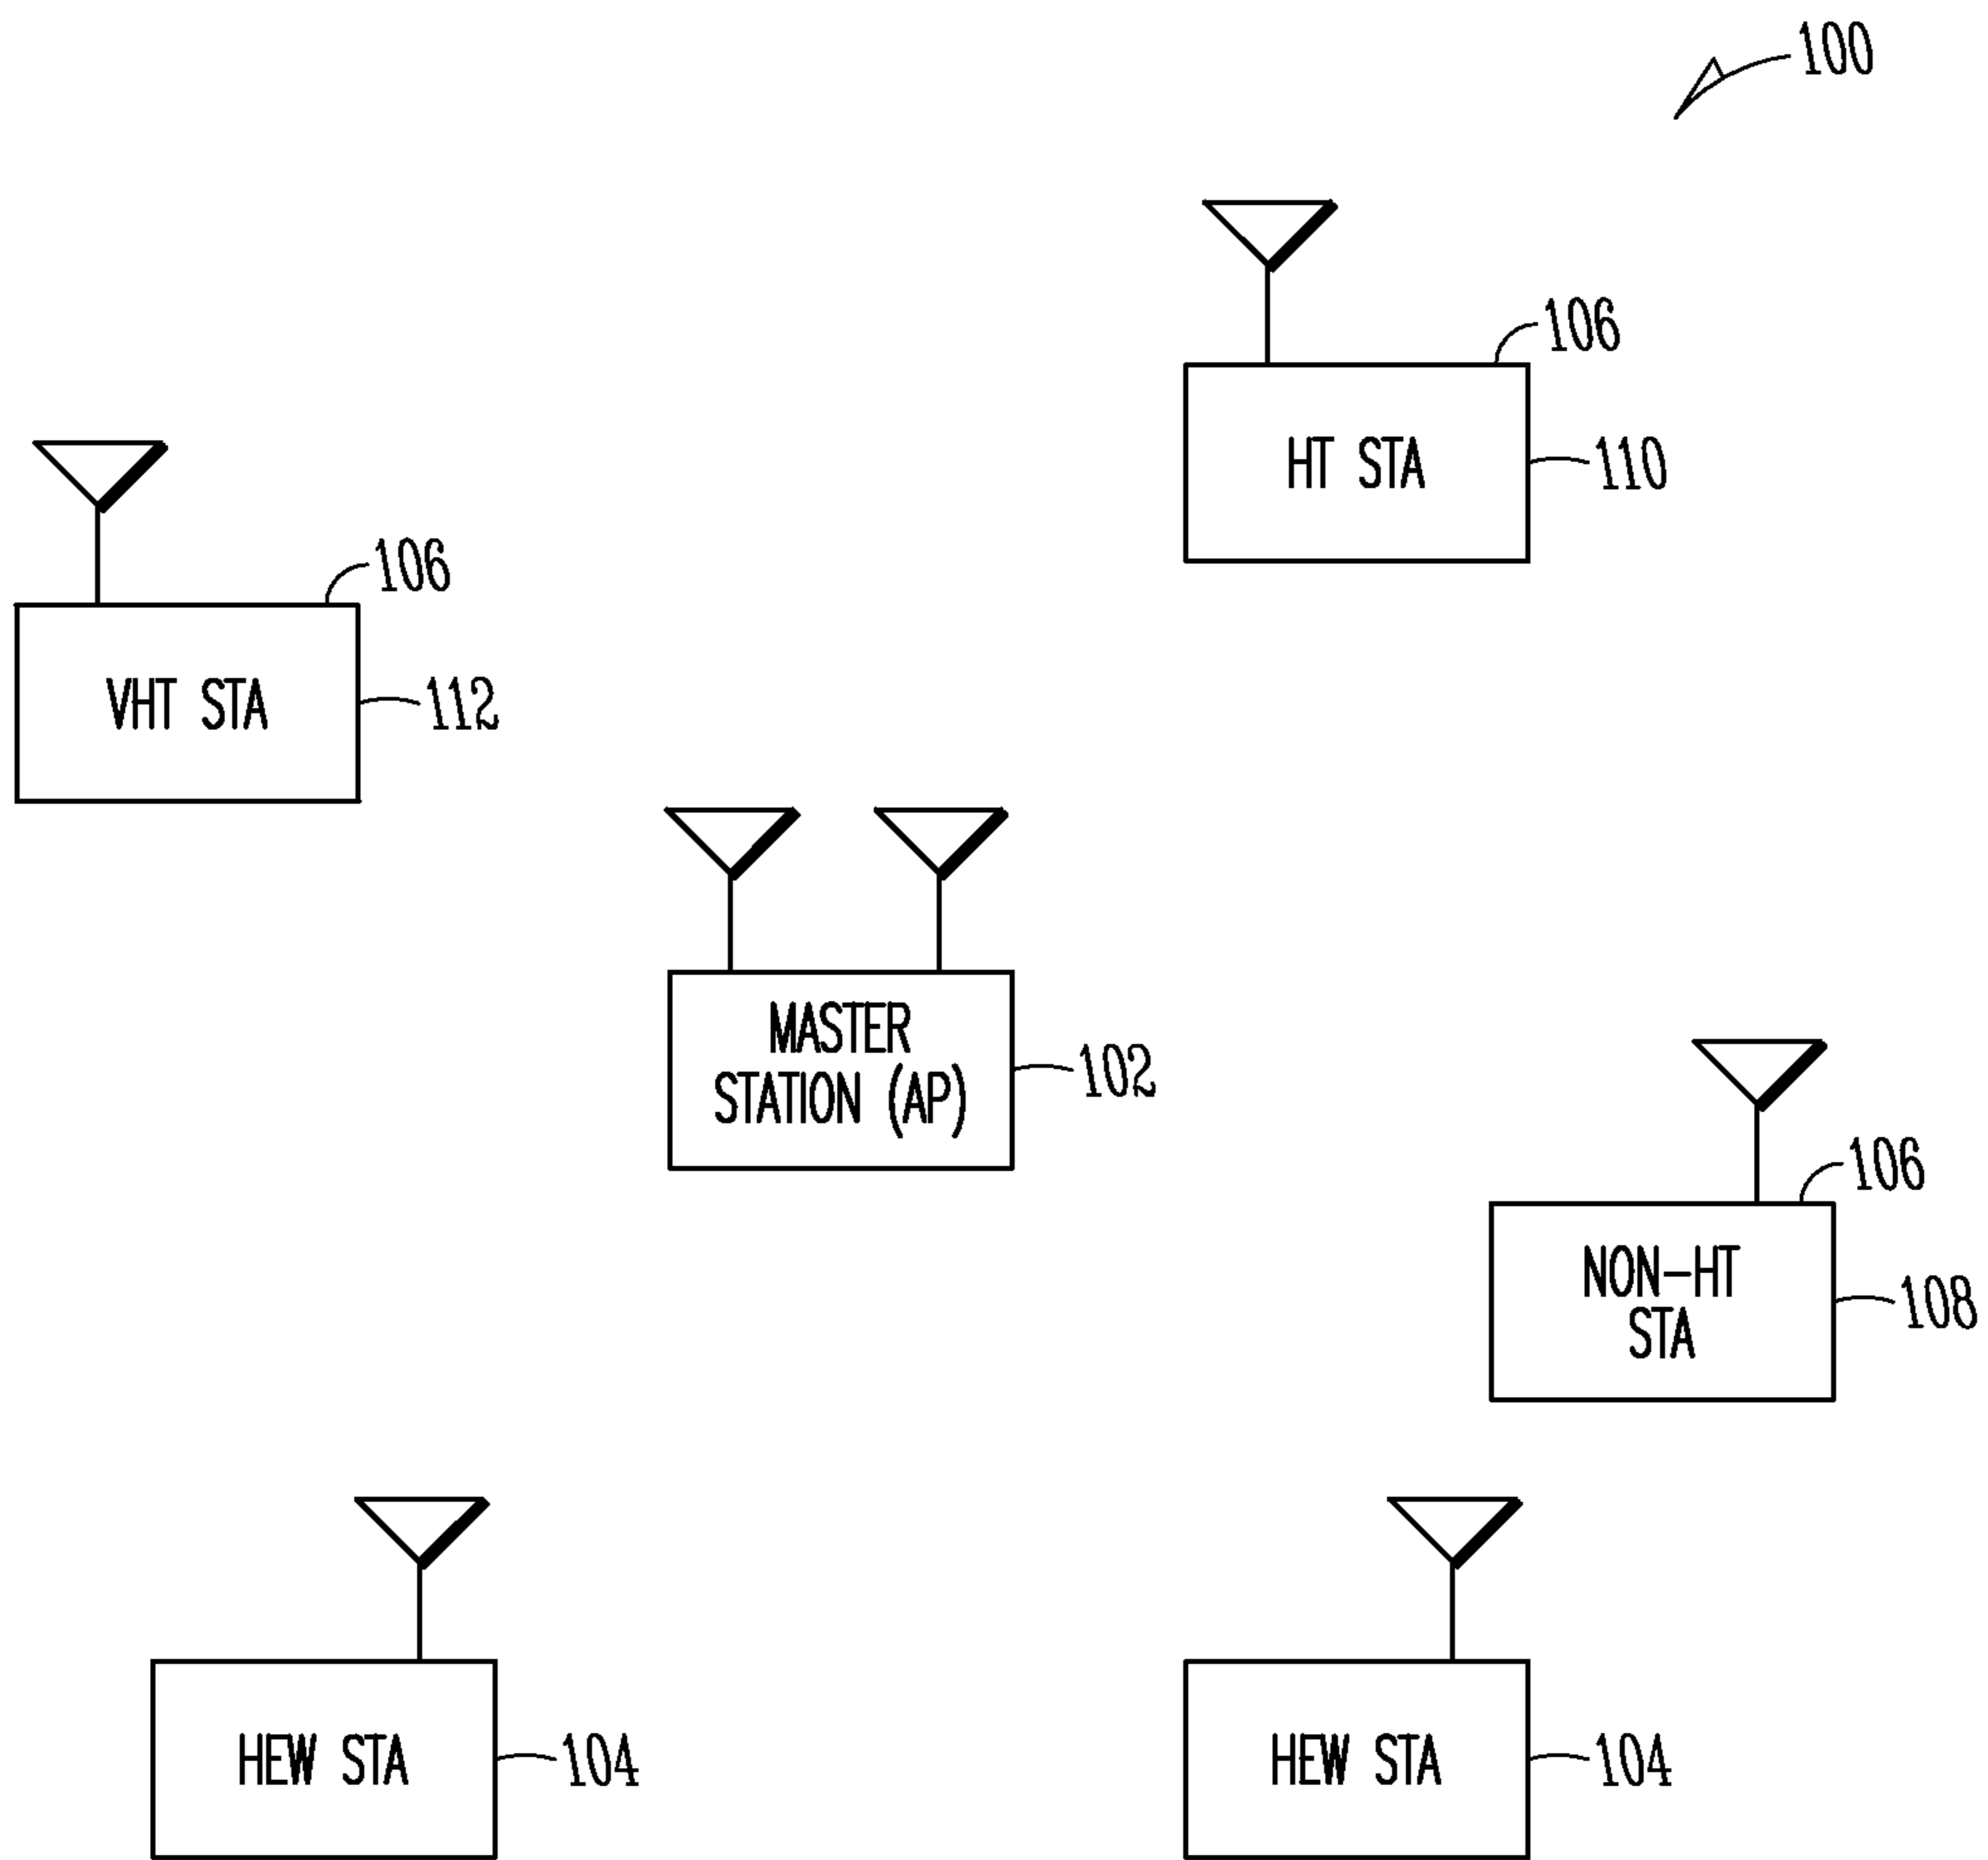 100
106
HT STA
110
106
VHT STA
112
MASTER
STATION (AP)
102
106
NON-HT
STA
108
HEW STA
104
HEW STA
104